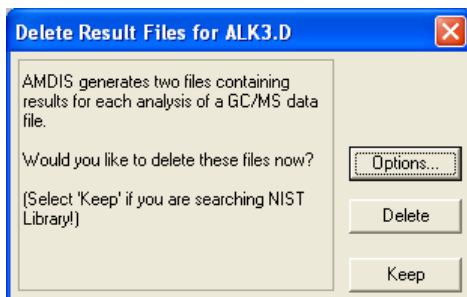 Delete Result Files for ALK3.D
AMDIS generates two files containing
results for each analysis of a GC/MS data
file.
Would you like to delete these files now?
(Select 'Keep' if you are searching NIST
Library!)
Options...
Delete
Keep